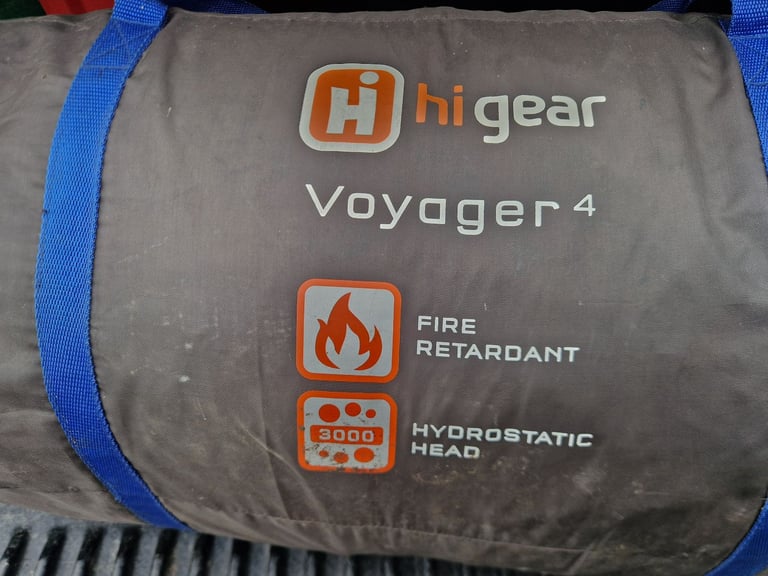 Hi hi gear
Voyager 4
FIRE
RETARDANT
3000
HYDROSTATIC
HEAD